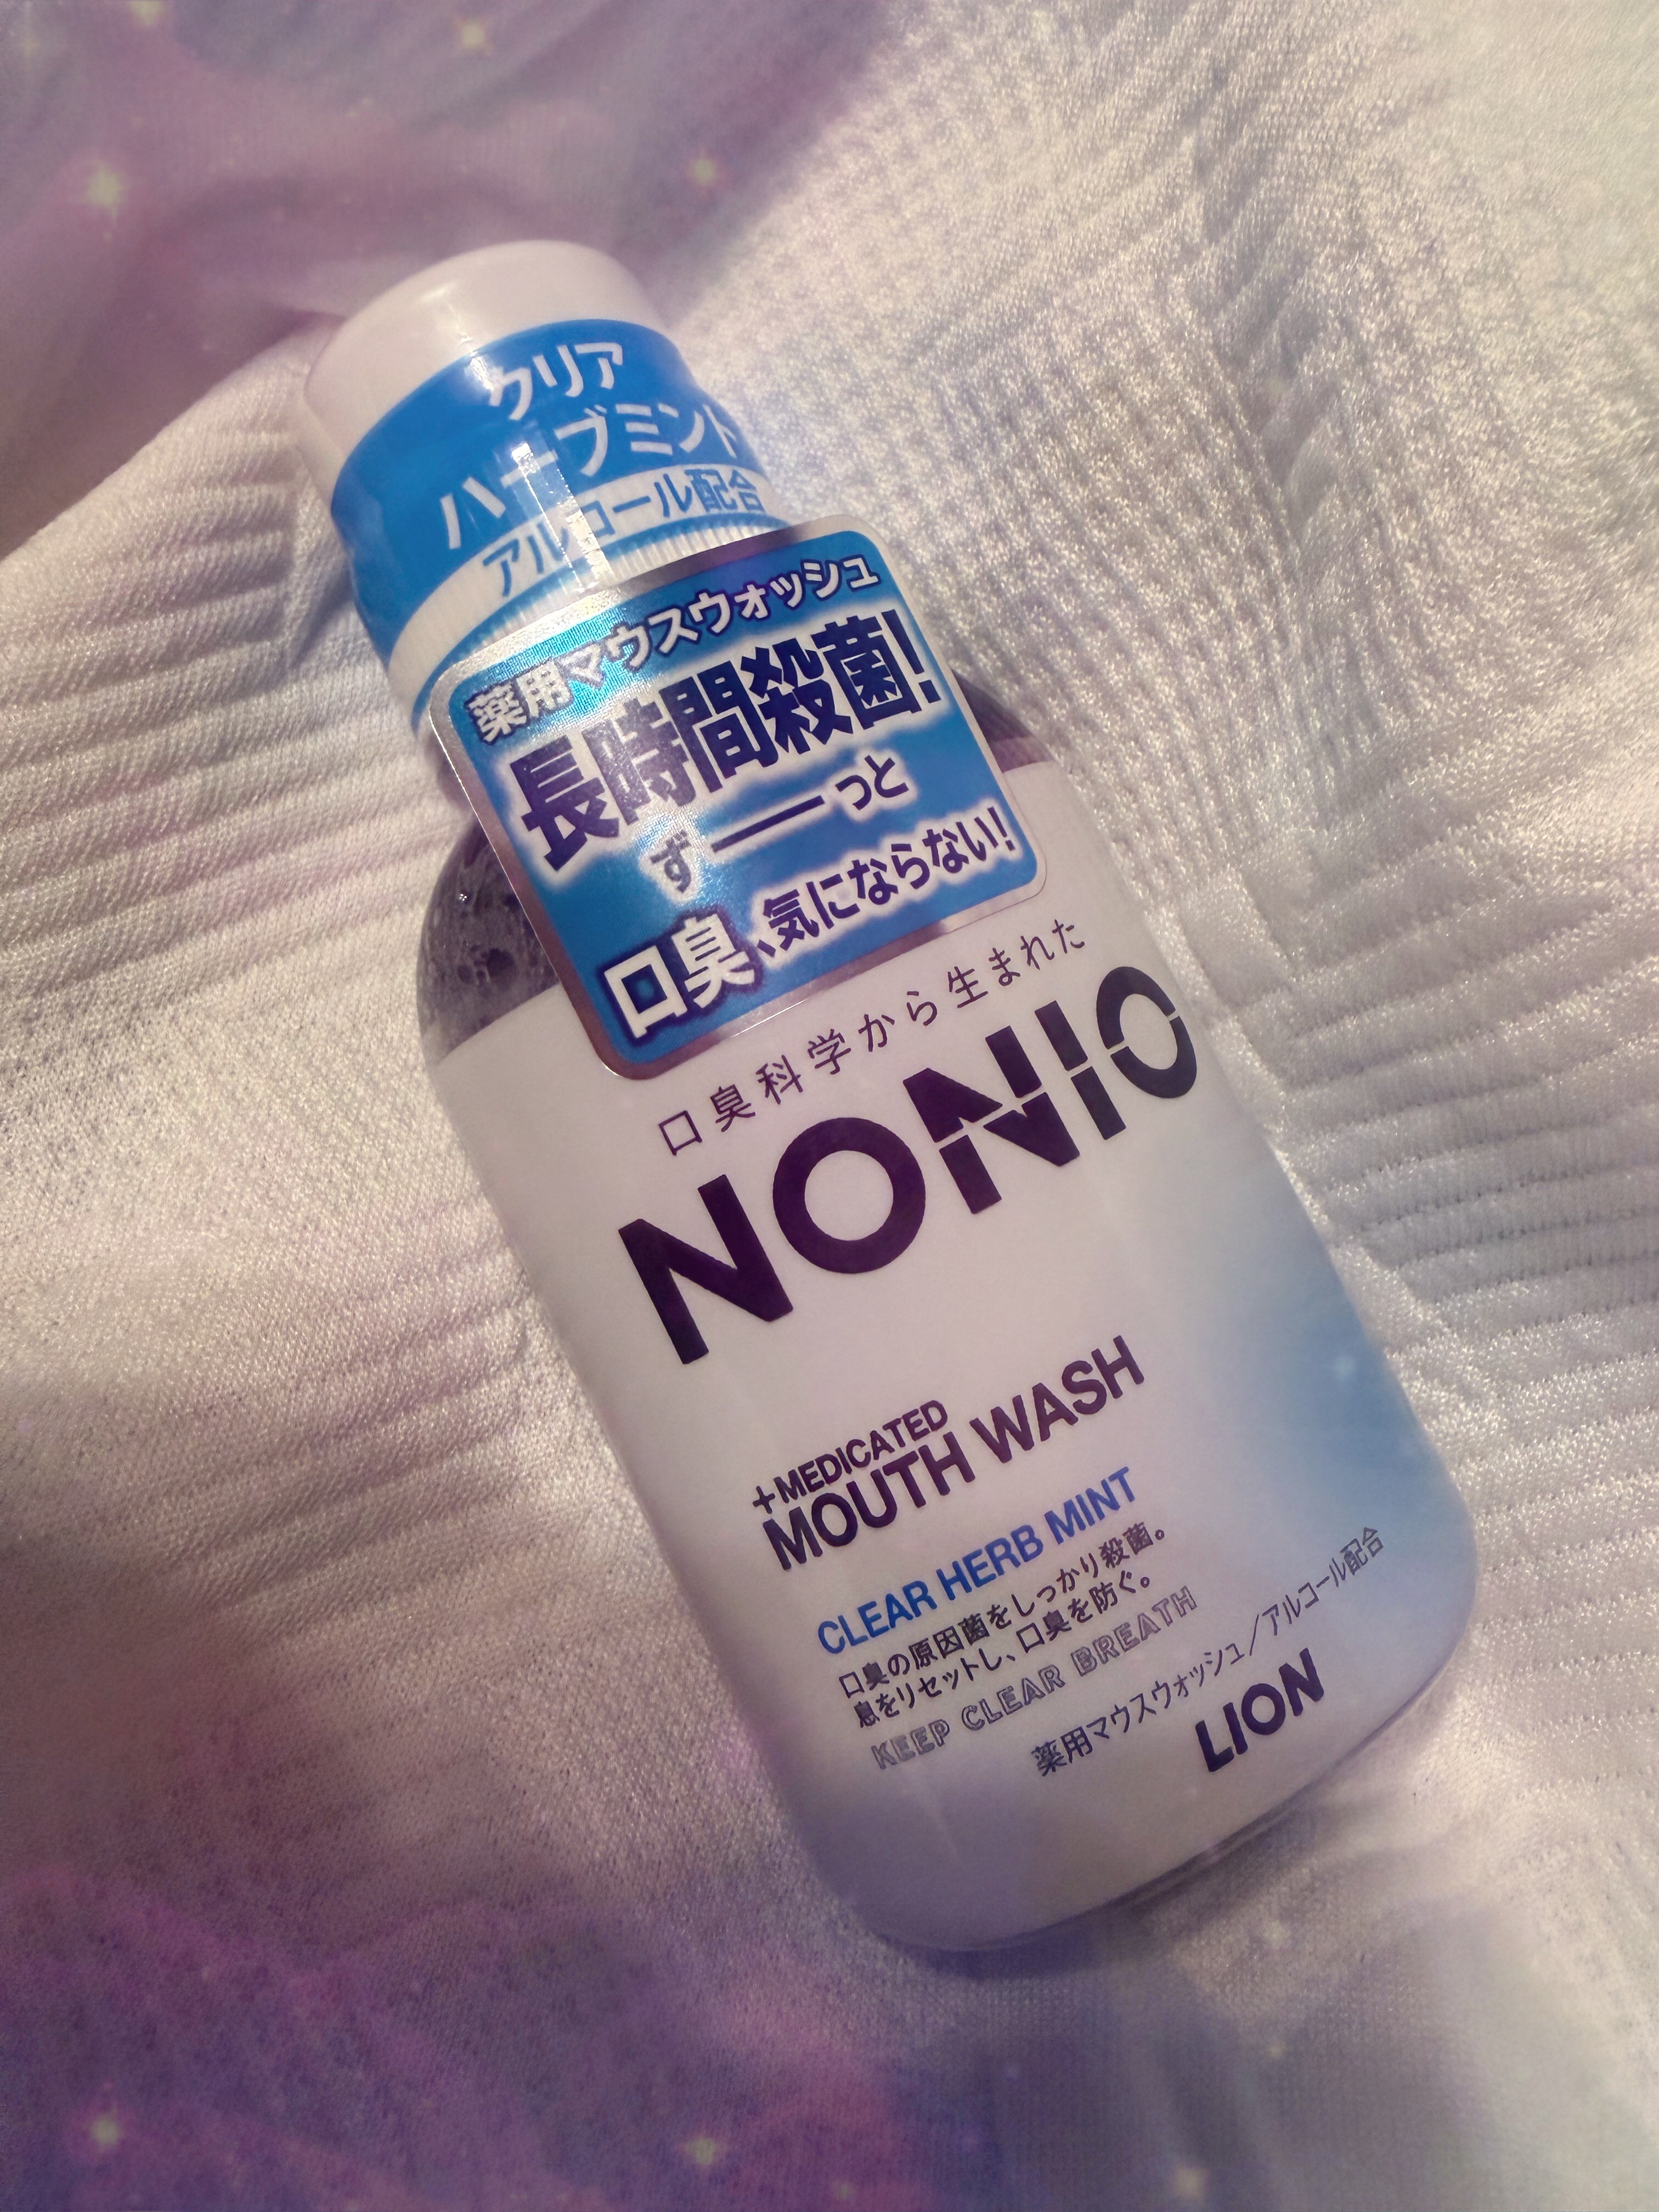 クリア
ハーブミント
アルコール配合
薬用マウスウォッシュ
長時間殺菌!
ず━━っと
口臭、気にならない!
口臭科学から生まれた
NONIO
+MEDICATED
MOUTH WASH
CLEAR HERB MINT
口臭の原因菌をしっかり殺菌。
息をリセットし、口臭を防ぐ。
KEEP CLEAR BREATH
薬用マウスウォッシュ/アルコール配合
LION